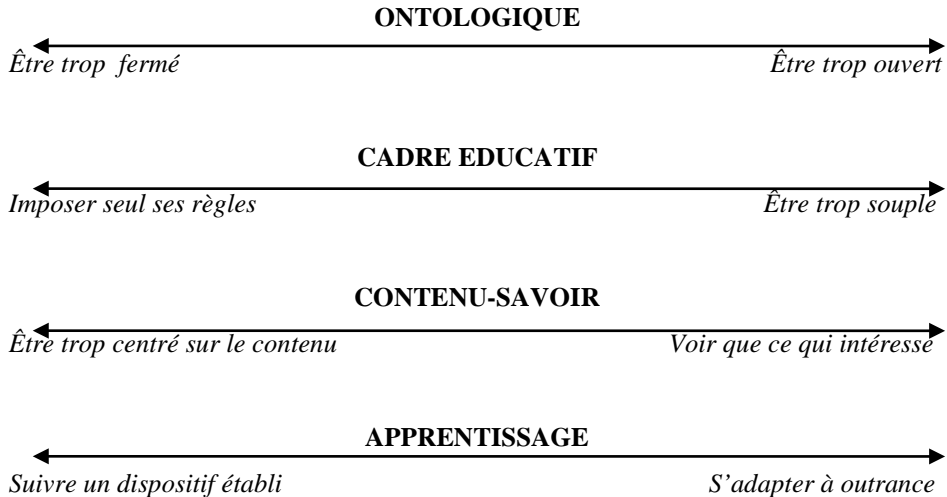 ONTOLOGIQUE
Être trop fermé Être trop ouvert
CADRE EDUCATIF
Imposer seul ses règles Être trop souple
CONTENU-SAVOIR
Être trop centré sur le contenu Voir que ce qui intéresse
APPRENTISSAGE
Suivre un dispositif établi S’adapter à outrance